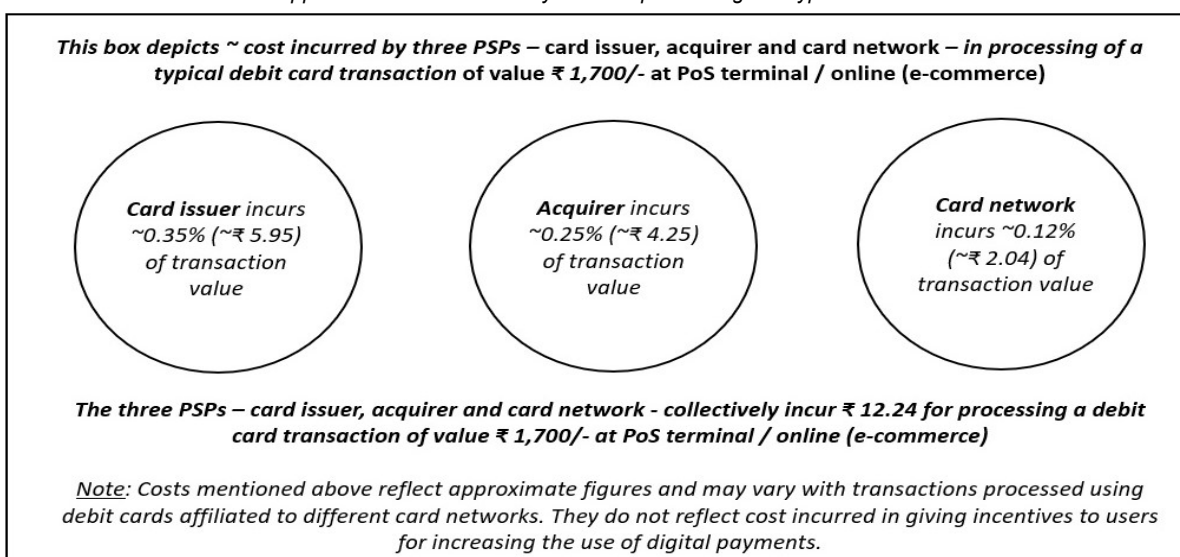 This box depicts ~ cost incurred by three PSPs – card issuer, acquirer and card network – in processing of a
typical debit card transaction of value ₹ 1,700/- at PoS terminal / online (e-commerce)
Card issuer incurs
~0.35% (~₹ 5.95)
of transaction
value
Acquirer incurs
~0.25% (~₹ 4.25)
of transaction
value
Card network
incurs ~0.12%
(~₹ 2.04) of
transaction value
The three PSPs – card issuer, acquirer and card network - collectively incur ₹ 12.24 for processing a debit
card transaction of value ₹ 1,700/- at PoS terminal / online (e-commerce)
Note: Costs mentioned above reflect approximate figures and may vary with transactions processed using
debit cards affiliated to different card networks. They do not reflect cost incurred in giving incentives to users
for increasing the use of digital payments.